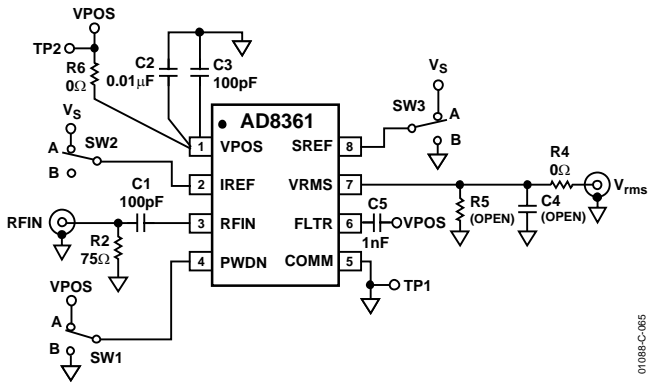 VPOS
TP2
R6
0Ω
C2
0.01μF
C3
100pF
VS
SW2
A
B
C1
100pF
RFIN
R2
75Ω
VPOS
A
B
SW1
AD8361
1 VPOS
2 IREF
3 RFIN
4 PWDN
SREF 8
VRMS 7
FLTR 6
COMM 5
VS
SW3
A
B
R4
0Ω
Vrms
R5
(OPEN)
C4
(OPEN)
C5
VPOS
1nF
TP1
01088-C-065